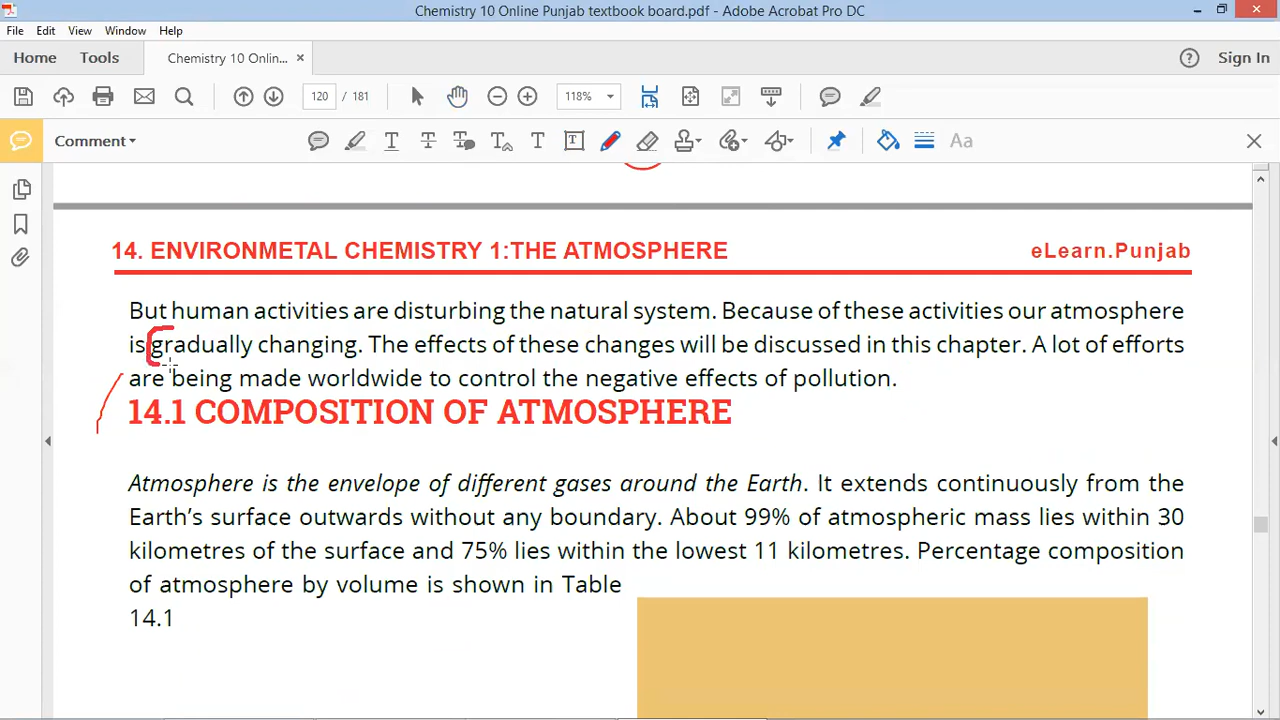 Chemistry 10 Online Punjab textbook board.pdf - Adobe Acrobat Pro DC
File Edit View Window Help
Home Tools Chemistry 10 Onlin... × Sign In
120 / 181 118%
Comment
14. ENVIRONMETAL CHEMISTRY 1:THE ATMOSPHERE eLearn.Punjab
But human activities are disturbing the natural system. Because of these activities our atmosphere
is gradually changing. The effects of these changes will be discussed in this chapter. A lot of efforts
are being made worldwide to control the negative effects of pollution.
14.1 COMPOSITION OF ATMOSPHERE
Atmosphere is the envelope of different gases around the Earth. It extends continuously from the
Earth’s surface outwards without any boundary. About 99% of atmospheric mass lies within 30
kilometres of the surface and 75% lies within the lowest 11 kilometres. Percentage composition
of atmosphere by volume is shown in Table
14.1